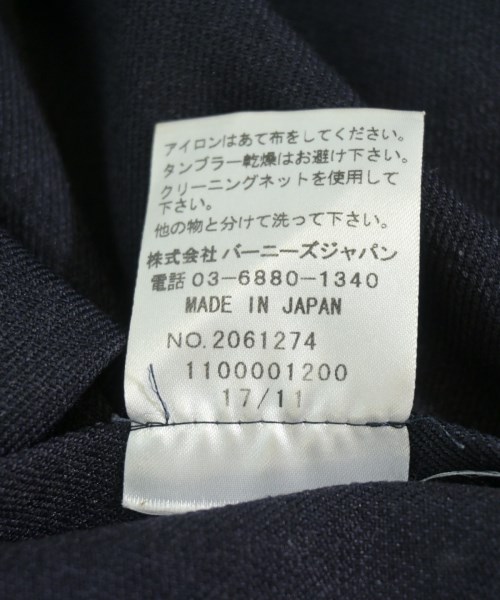 アイロンはあて布をしてください。
タンブラー乾燥はお避け下さい。
クリーニングネットを使用して
下さい。
他の物と分けて洗って下さい。
株式会社 バーニーズジャパン
電話 03-6880-1340
MADE IN JAPAN
NO.2061274
1100001200
17/11